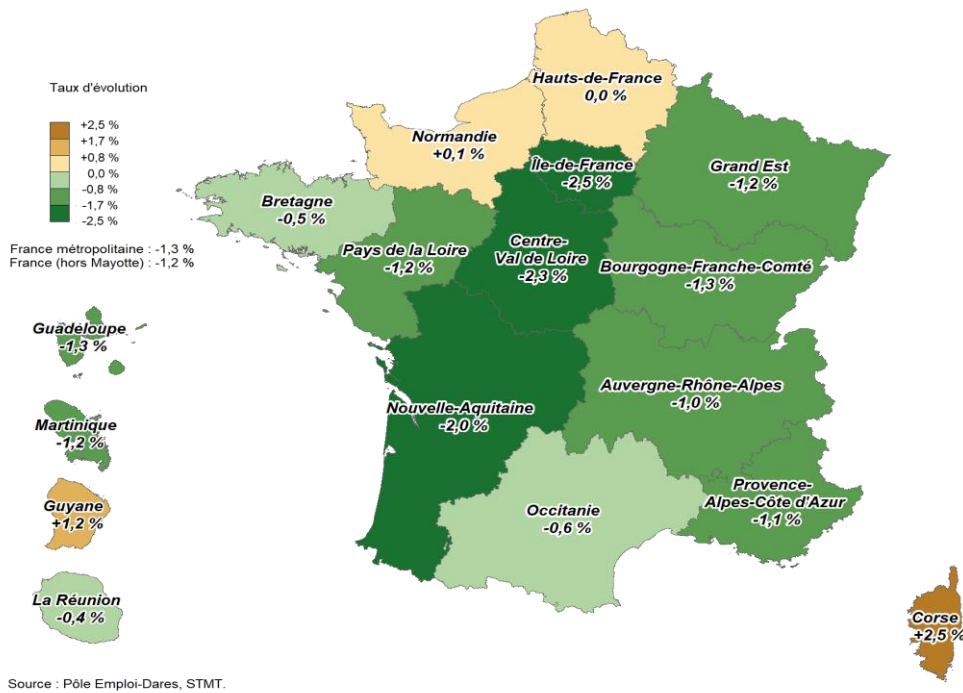 Taux d'évolution
+2,5 %
+1,7 %
+0,8 %
0,0 %
-0,8 %
-1,7 %
-2,5 %
France métropolitaine : -1,3 %
France (hors Mayotte) : -1,2 %
Hauts-de-France
0,0 %
Normandie
+0,1 %
Île-de-France
-2,5 %
Grand Est
-1,2 %
Bretagne
-0,5 %
Pays de la Loire
-1,2 %
Centre-
Val de Loire
-2,3 %
Bourgogne-Franche-Comté
-1,3 %
Nouvelle-Aquitaine
-2,0 %
Auvergne-Rhône-Alpes
-1,0 %
Occitanie
-0,6 %
Provence-
Alpes-Côte d'Azur
-1,1 %
Corse
+2,5 %
Guadeloupe
-1,3 %
Martinique
-1,2 %
Guyane
+1,2 %
La Réunion
-0,4 %
Source : Pôle Emploi-Dares, STMT.